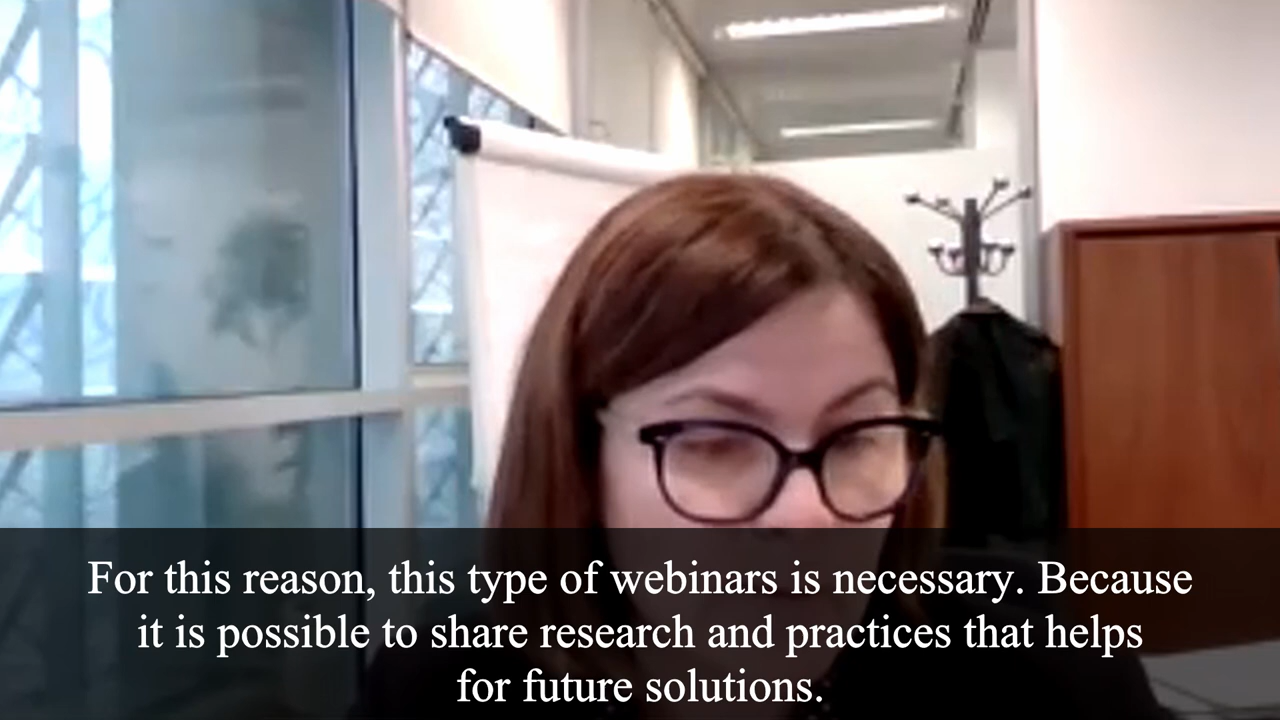 For this reason, this type of webinars is necessary. Because
it is possible to share research and practices that helps
for future solutions.